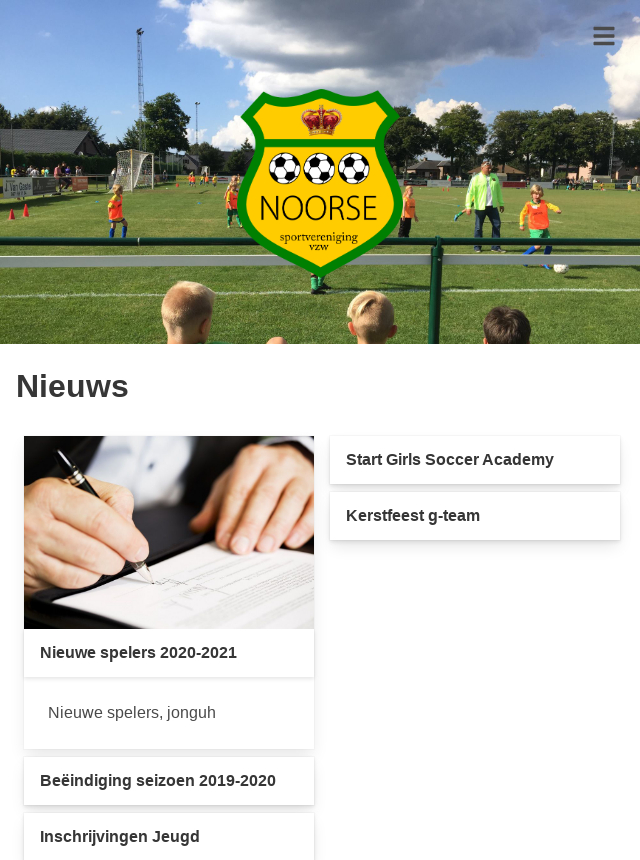 NOORSE
sportvereniging
vzw
Nieuws
Nieuwe spelers 2020-2021
Nieuwe spelers, jonguh
Beëindiging seizoen 2019-2020
Inschrijvingen Jeugd
Start Girls Soccer Academy
Kerstfeest g-team